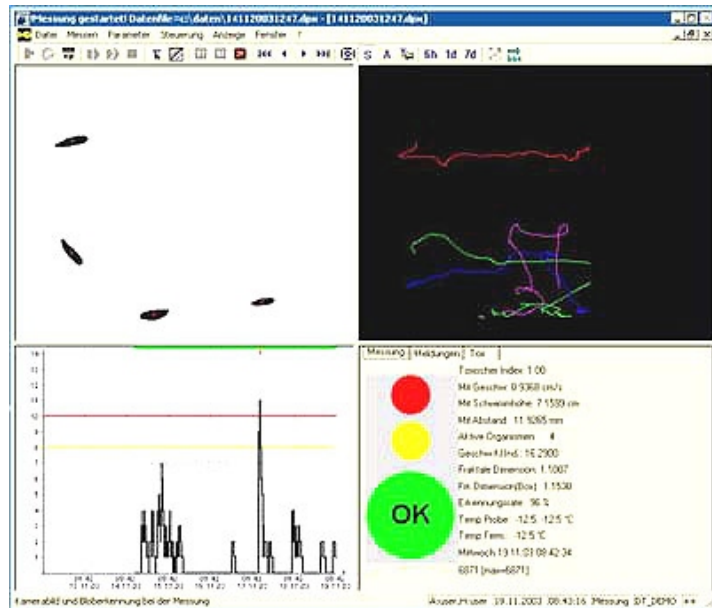 Messung gestartet! Datenfile =c:\daten\141120031247.dpx - [141120031247.dpx]
Datei Messen Parameter Steuerung Anzeige Fenster ?
S A 5h 1d 7d
Messung Meldungen Tox
Toxischer Index 1.00
Mit Geschw: 0.9368 cm/s
Mit Schwimmhöhe: 7.1539 cm
Mit Abstand: 11.9265 mm
Aktive Organismen: 4
16.2900
Fraktale Dimension: 1.1007
Frk. Dimension(Box) 1.1530
Erkennungsrate: 96 %
OK
Temp Probe: -12.5, -12.5 °C
Temp -12.5 °C
Mittwoch 19.11.03 08:42:34
6871 [max=6871]
Kamerabild und Bloberkennung bei der Messung
19.11.2003 08:43:16 Messung DT_DEMO